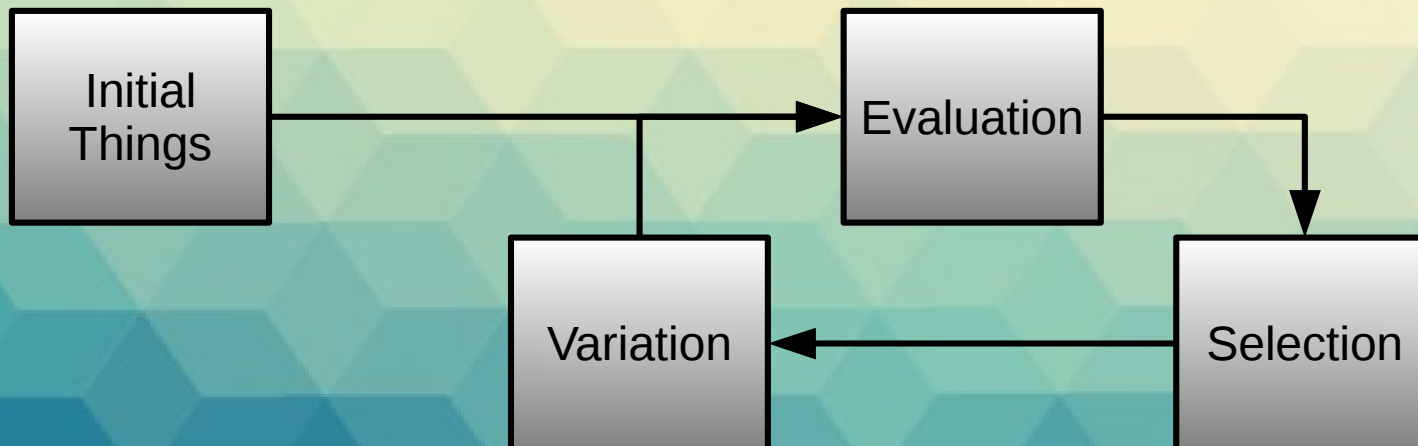 Initial
Things
Evaluation
Variation
Selection